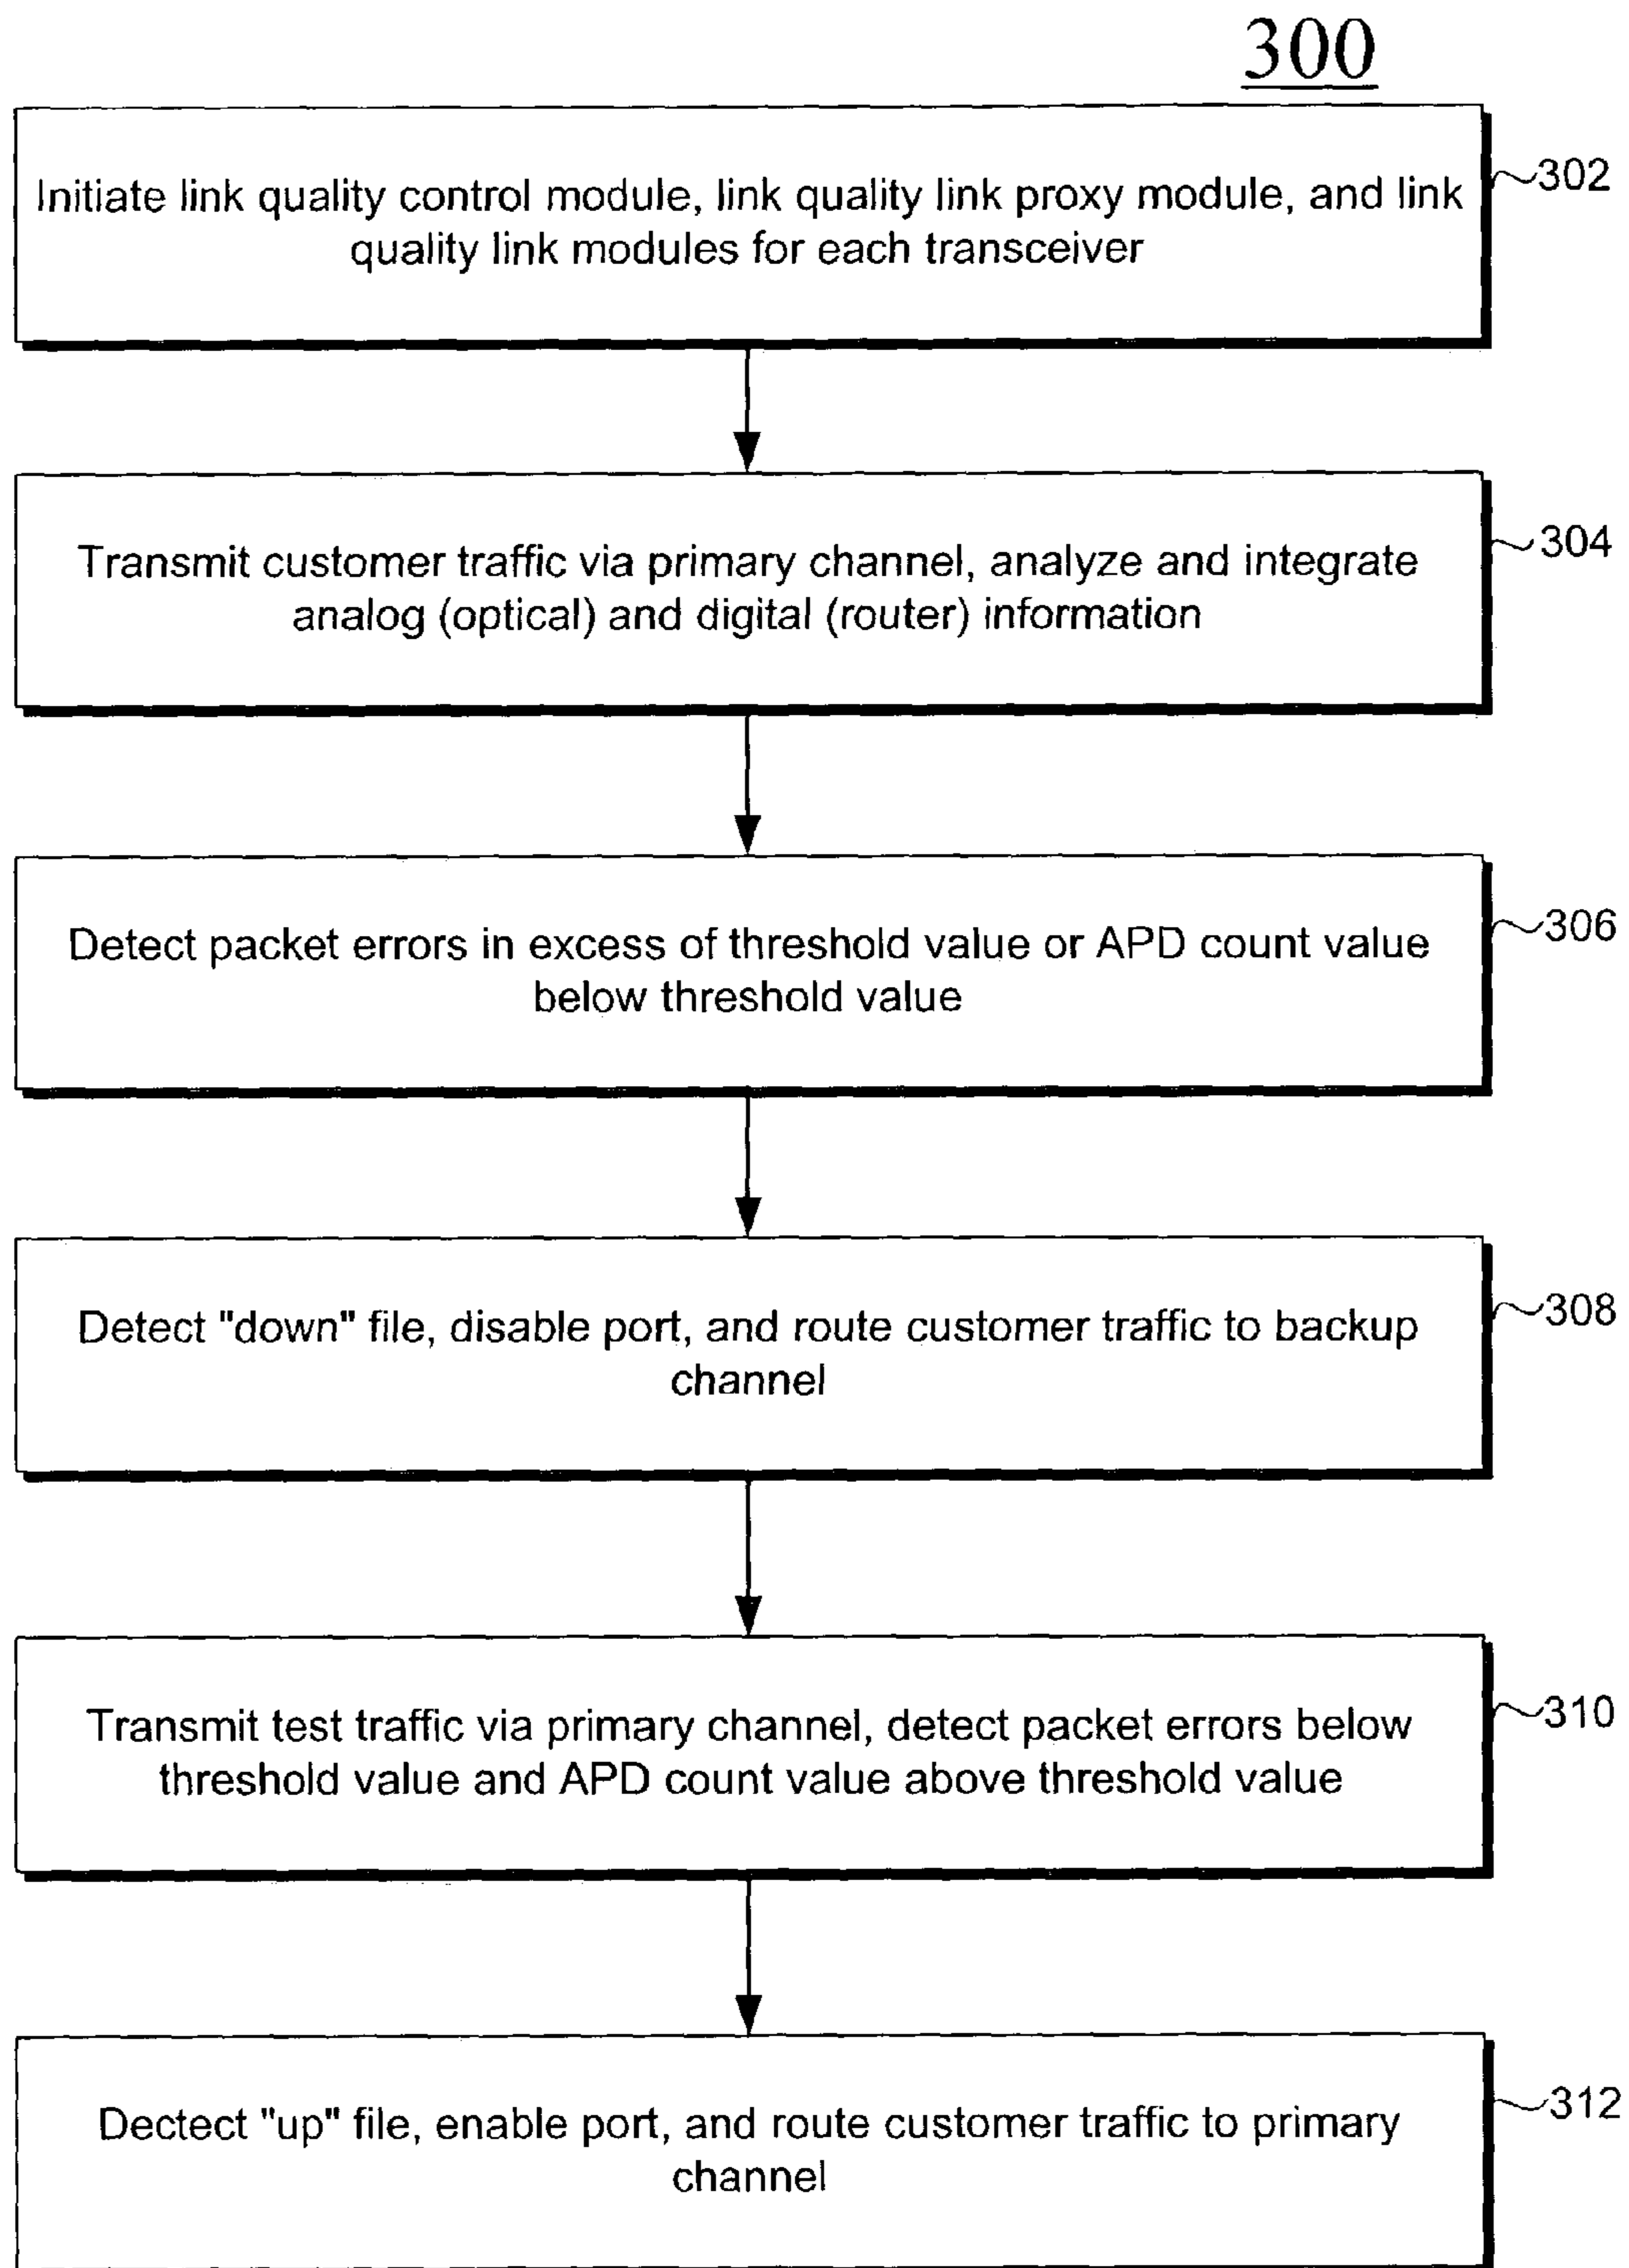 300
Initiate link quality control module, link quality link proxy module, and link
quality link modules for each transceiver
302
Transmit customer traffic via primary channel, analyze and integrate
analog (optical) and digital (router) information
304
Detect packet errors in excess of threshold value or APD count value
below threshold value
306
Detect "down" file, disable port, and route customer traffic to backup
channel
308
Transmit test traffic via primary channel, detect packet errors below
threshold value and APD count value above threshold value
310
Dectect "up" file, enable port, and route customer traffic to primary
channel
312